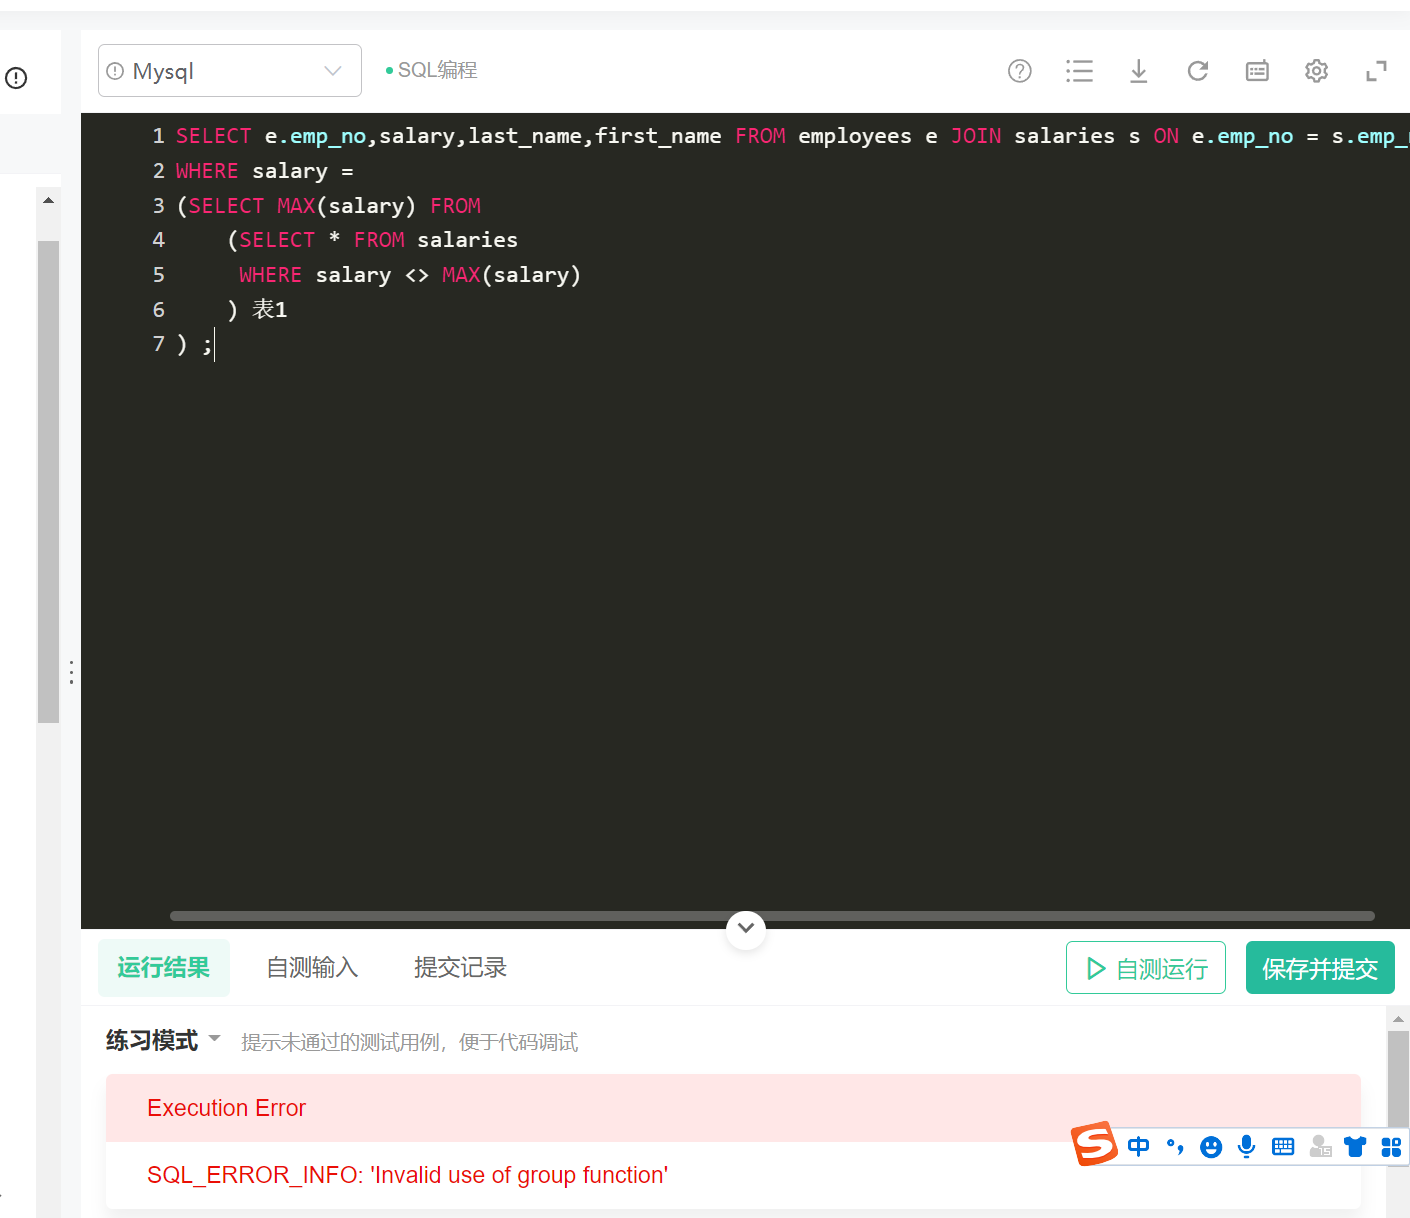 Mysql
SQL编程
1 SELECT e.emp_no,salary,last_name,first_name FROM employees e JOIN salaries s ON e.emp_no = s.emp_
2 WHERE salary =
3 (SELECT MAX(salary) FROM
4     (SELECT * FROM salaries
5      WHERE salary <> MAX(salary)
6     ) 表1
7 ) ;
运行结果 自测输入 提交记录 自测运行 保存并提交
练习模式 提示未通过的测试用例，便于代码调试
Execution Error
中
SQL_ERROR_INFO: 'Invalid use of group function'